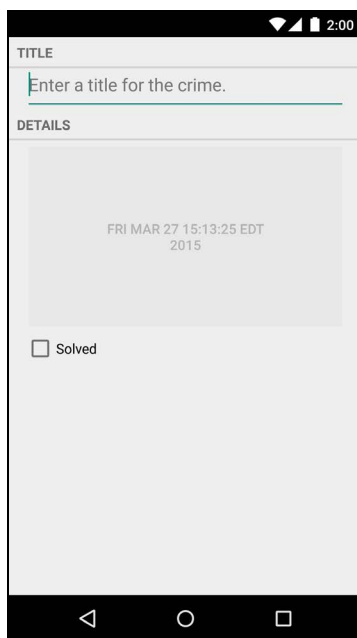 2:00
TITLE
Enter a title for the crime.
DETAILS
FRI MAR 27 15:13:25 EDT
2015
Solved